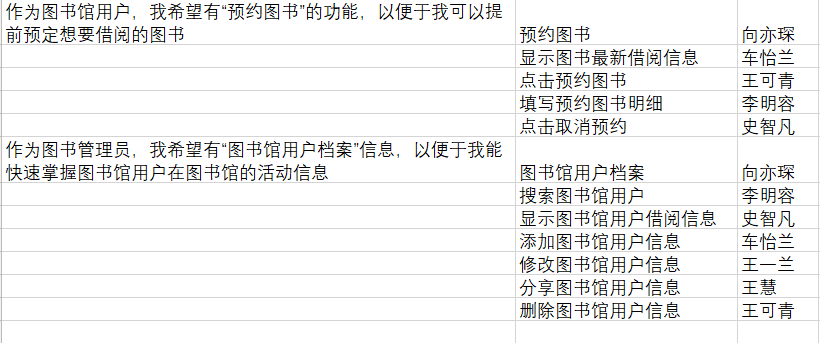 作为图书馆用户，我希望有“预约图书”的功能，以便于我可以提
前预定想要借阅的图书
预约图书
向亦琛
显示图书最新借阅信息
车怡兰
点击预约图书
王可青
填写预约图书明细
李明容
点击取消预约
史智凡
作为图书管理员，我希望有“图书馆用户档案”信息，以便于我能
快速掌握图书馆用户在图书馆的活动信息
图书馆用户档案
向亦琛
搜索图书馆用户
李明容
显示图书馆用户借阅信息
史智凡
添加图书馆用户信息
车怡兰
修改图书馆用户信息
王一兰
分享图书馆用户信息
王慧
删除图书馆用户信息
王可青